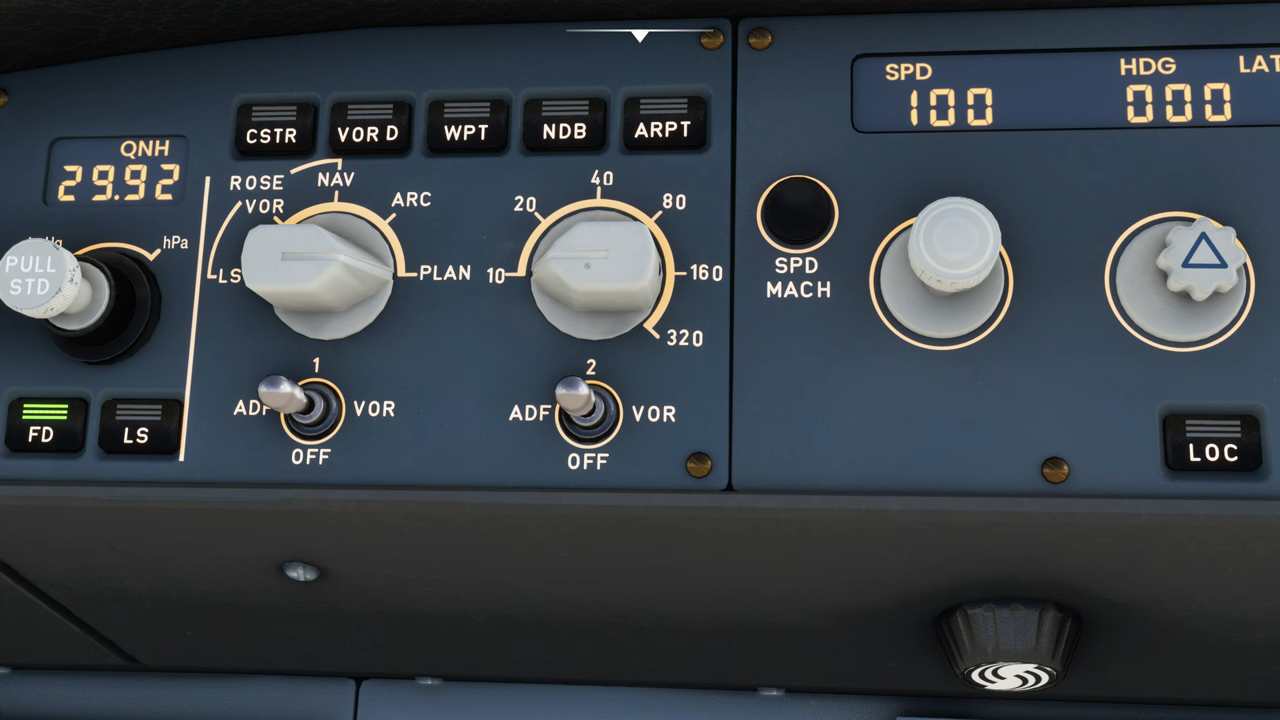 QNH
29.92
hPa
PULL
STD
FD
LS
CSTR
VOR D
WPT
NDB
ARPT
ROSE
VOR
NAV
ARC
LS
PLAN
10
20
40
80
160
320
1
ADF
VOR
OFF
2
ADF
VOR
OFF
SPD
100
HDG
000
LAT
SPD
MACH
LOC